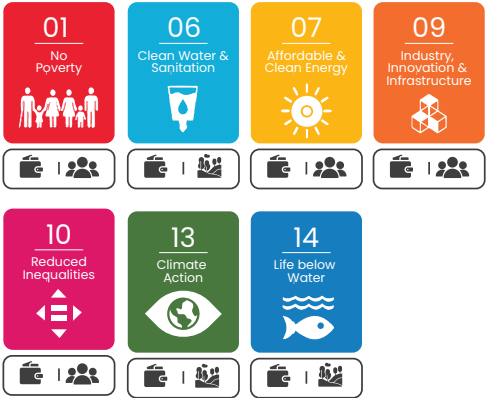 01
No
Poverty
06
Clean Water &
Sanitation
07
Affordable &
Clean Energy
09
Industry,
Innovation &
Infrastructure
10
Reduced
Inequalities
13
Climate
Action
14
Life below
Water